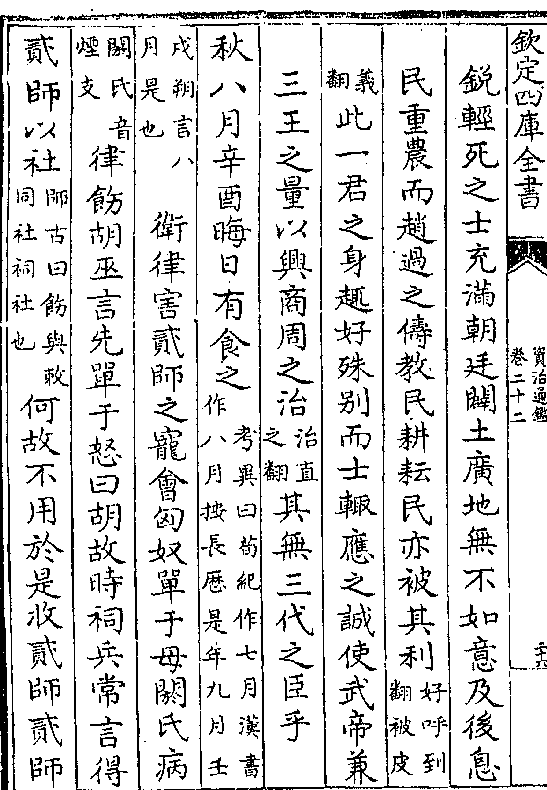 欽定四庫全書
資治通鑑
卷二十二
二十六
鋭輕死之士充滿朝廷闢土廣地無不如意及後息
民重農而趙過之儔教民耕耘民亦被其利好呼到翻被皮
義翻此一君之身趣好殊别而士輒應之誠使武帝兼
三王之量以興商周之治治直之翻其無三代之臣乎
秋八月辛酉晦日有食之考異曰荀紀作七月漢書作八月按長厯是年九月壬
戌朔言八月是也 衛律害貳師之寵會匈奴單于母閼氏病
閼氏音煙支律飭胡巫言先單于怒曰胡故時祠兵常言得
貳師以社師古曰飭與敕同社祠社也何故不用於是收貳師貳師